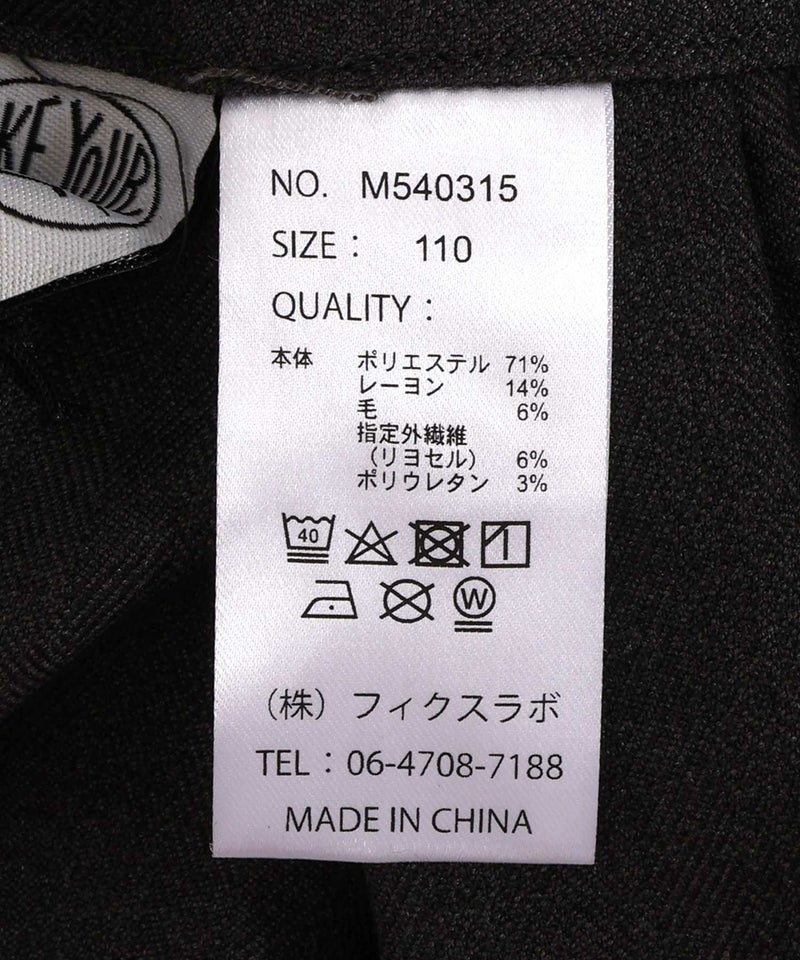 KE YOUR
NO. M540315
SIZE： 110
QUALITY：
本体 ポリエステル 71%
レーヨン 14%
毛 6%
指定外繊維
（リヨセル） 6%
ポリウレタン 3%
40
W
（株）フィクスラボ
TEL：06-4708-7188
MADE IN CHINA